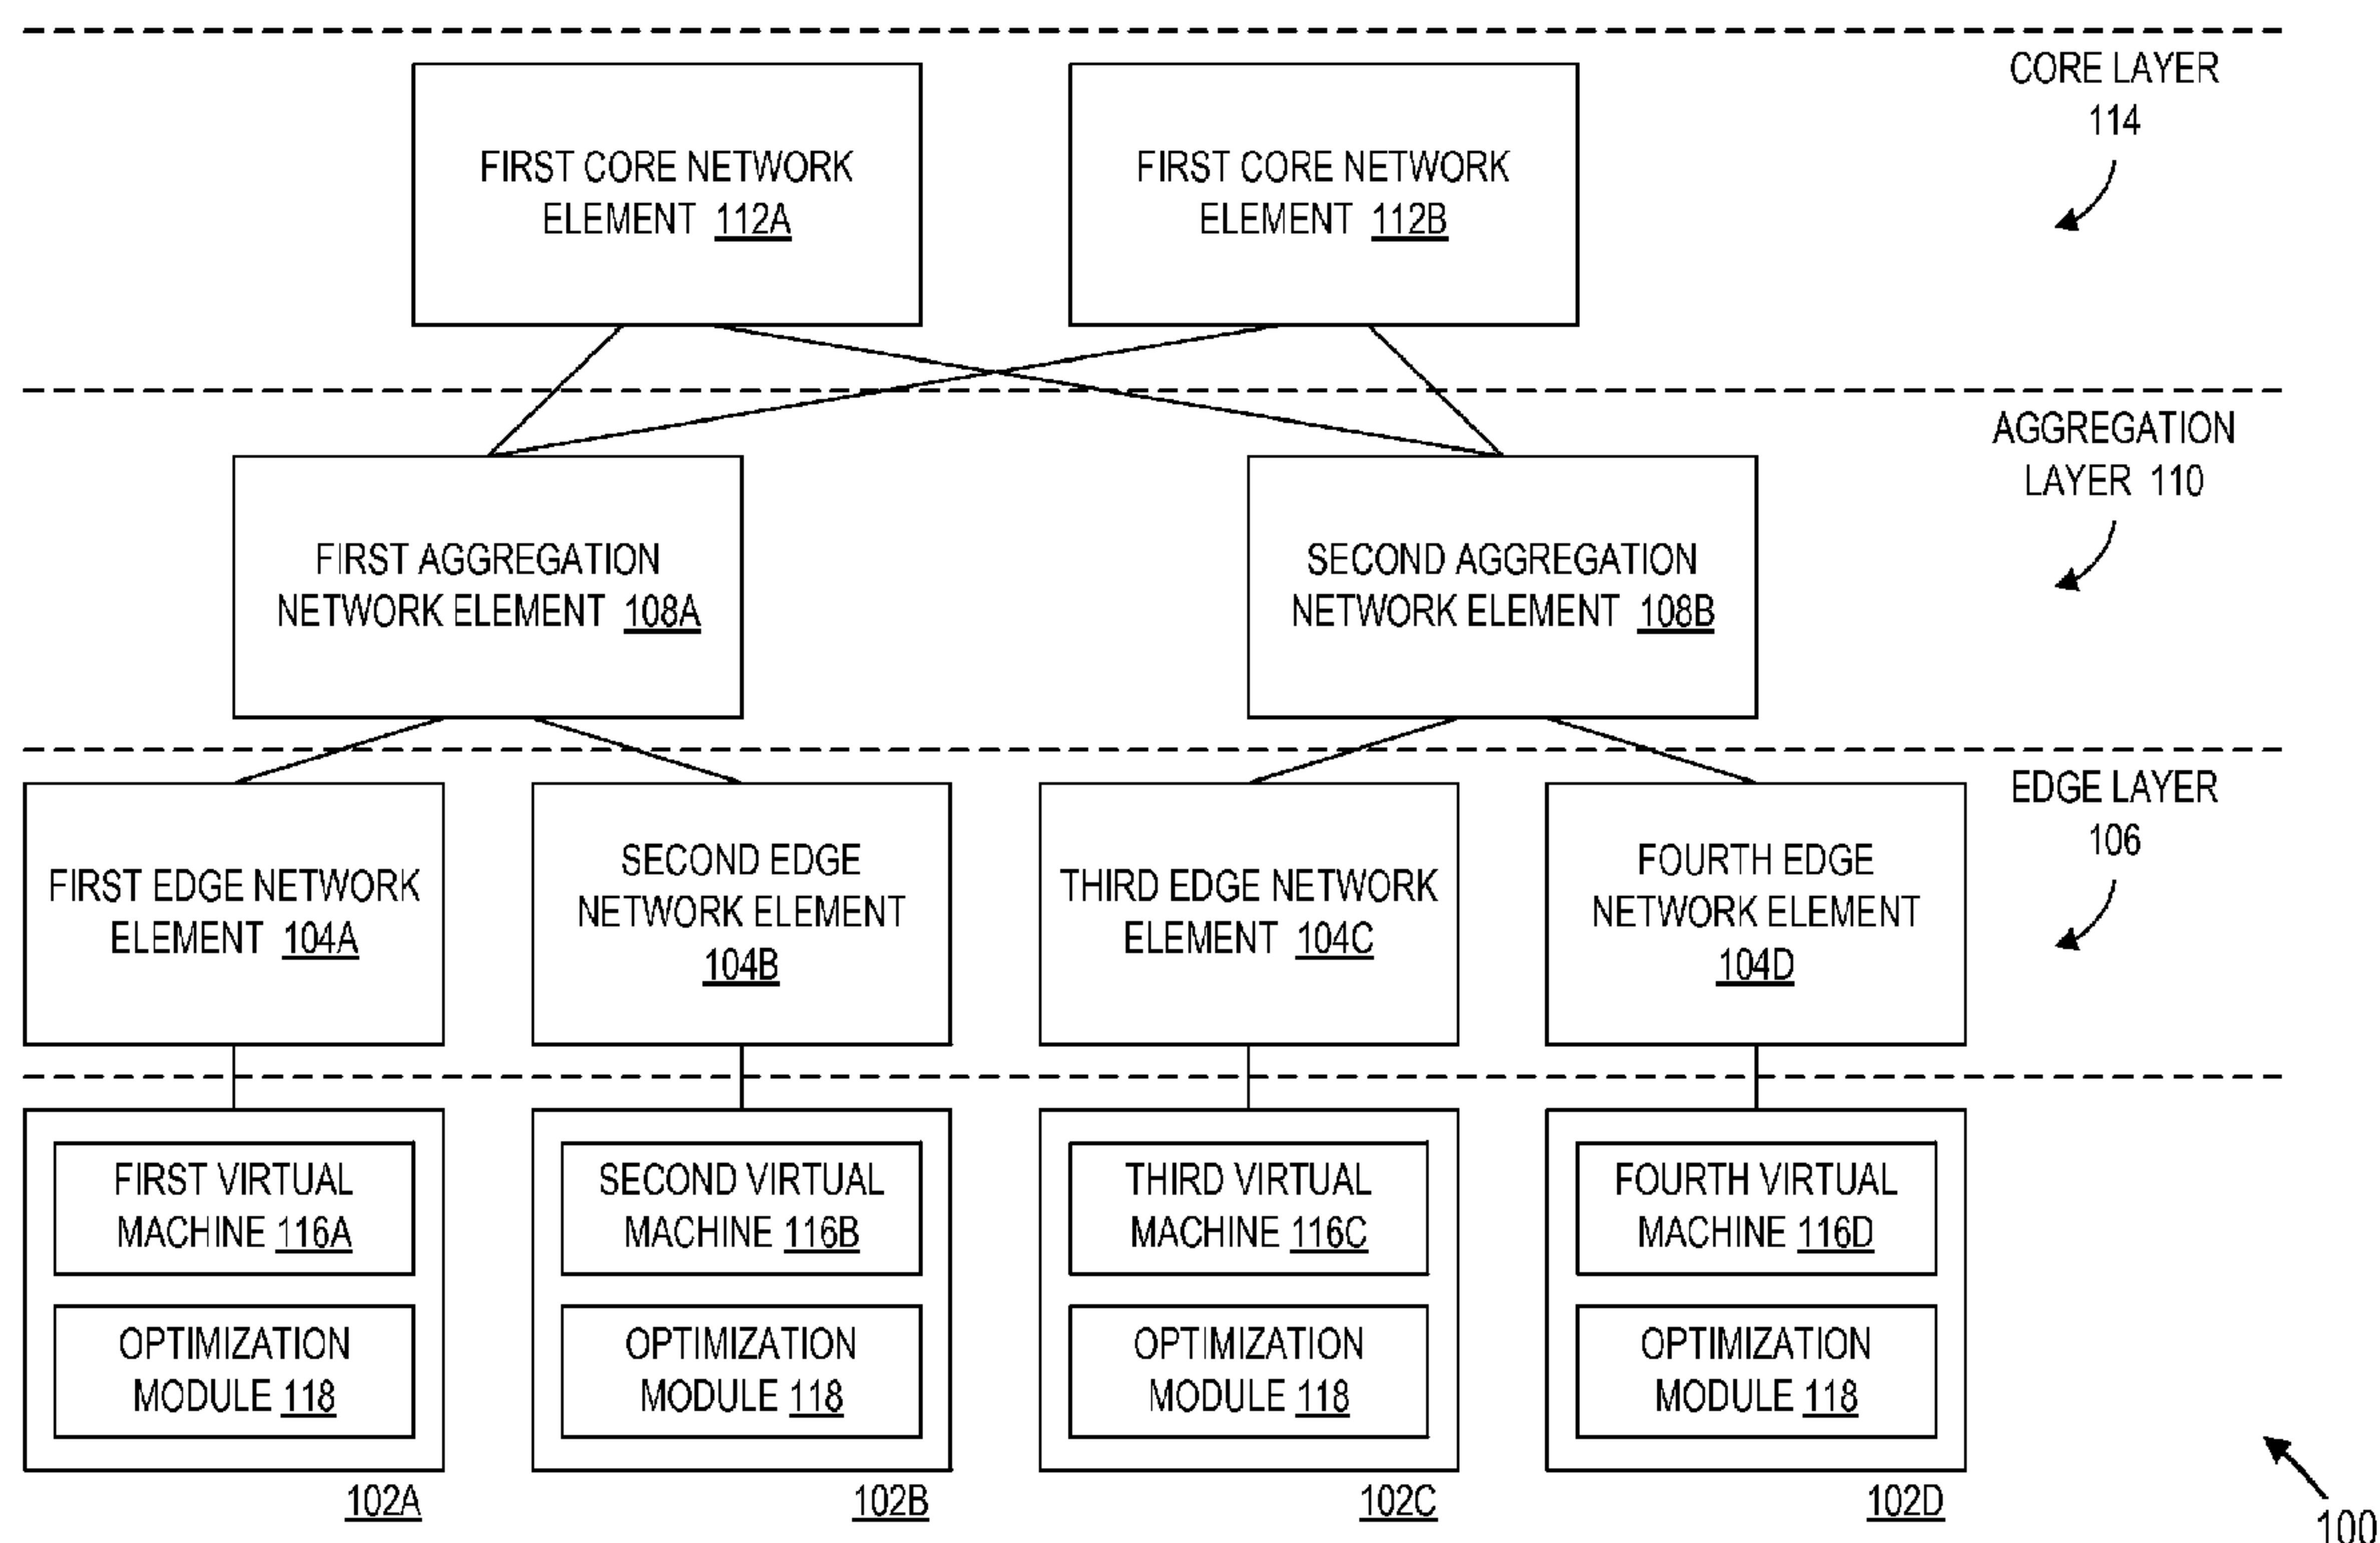 CORE LAYER
114
FIRST CORE NETWORK
ELEMENT 112A
FIRST CORE NETWORK
ELEMENT 112B
AGGREGATION
LAYER 110
FIRST AGGREGATION
NETWORK ELEMENT 108A
SECOND AGGREGATION
NETWORK ELEMENT 108B
EDGE LAYER
106
FIRST EDGE NETWORK
ELEMENT 104A
SECOND EDGE
NETWORK ELEMENT
104B
THIRD EDGE NETWORK
ELEMENT 104C
FOURTH EDGE
NETWORK ELEMENT
104D
FIRST VIRTUAL
MACHINE 116A
OPTIMIZATION
MODULE 118
102A
SECOND VIRTUAL
MACHINE 116B
OPTIMIZATION
MODULE 118
102B
THIRD VIRTUAL
MACHINE 116C
OPTIMIZATION
MODULE 118
102C
FOURTH VIRTUAL
MACHINE 116D
OPTIMIZATION
MODULE 118
102D
100